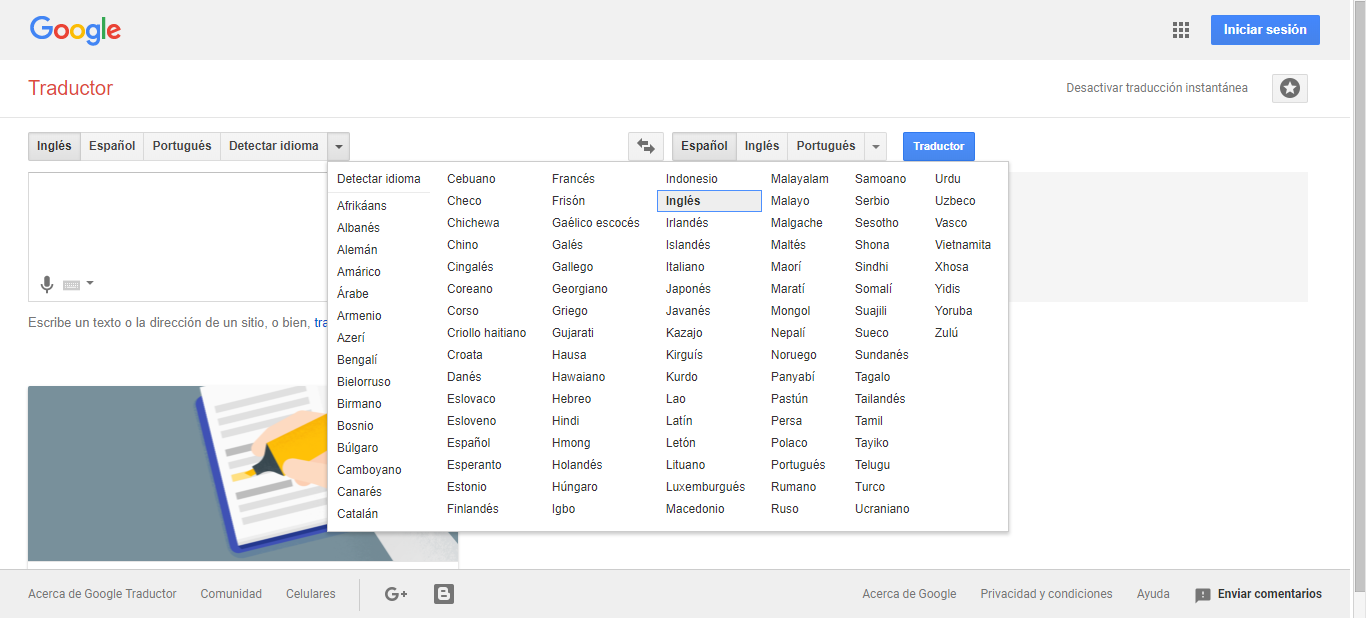 Google
Iniciar sesión
Traductor
Desactivar traducción instantánea
Inglés Español Portugués Detectar idioma
Español Inglés Portugués
Traductor
Detectar idioma
Afrikáans
Albanés
Alemán
Amárico
Árabe
Armenio
Azerí
Bengalí
Bielorruso
Birmano
Bosnio
Búlgaro
Camboyano
Canarés
Catalán
Cebuano
Checo
Chichewa
Chino
Cingalés
Coreano
Corso
Criollo haitiano
Croata
Danés
Eslovaco
Esloveno
Español
Esperanto
Estonio
Finlandés
Francés
Frisón
Gaélico escocés
Galés
Gallego
Georgiano
Griego
Gujarati
Hausa
Hawaiano
Hebreo
Hindi
Hmong
Holandés
Húngaro
Igbo
Indonesio
Inglés
Irlandés
Islandés
Italiano
Japonés
Javanés
Kazajo
Kirguís
Kurdo
Lao
Latín
Letón
Lituano
Luxemburgués
Macedonio
Malayalam
Malayo
Malgache
Maltés
Maorí
Maratí
Mongol
Nepalí
Noruego
Panyabí
Pastún
Persa
Polaco
Portugués
Rumano
Ruso
Samoano
Serbio
Sesotho
Shona
Sindhi
Somalí
Suajili
Sueco
Sundanés
Tagalo
Tailandés
Tamil
Tayiko
Telugu
Turco
Ucraniano
Urdu
Uzbeco
Vasco
Vietnamita
Xhosa
Yidis
Yoruba
Zulú
Escribe un texto o la dirección de un sitio, o bien, tra
Acerca de Google Traductor Comunidad Celulares G+ Acerca de Google Privacidad y condiciones Ayuda Enviar comentarios